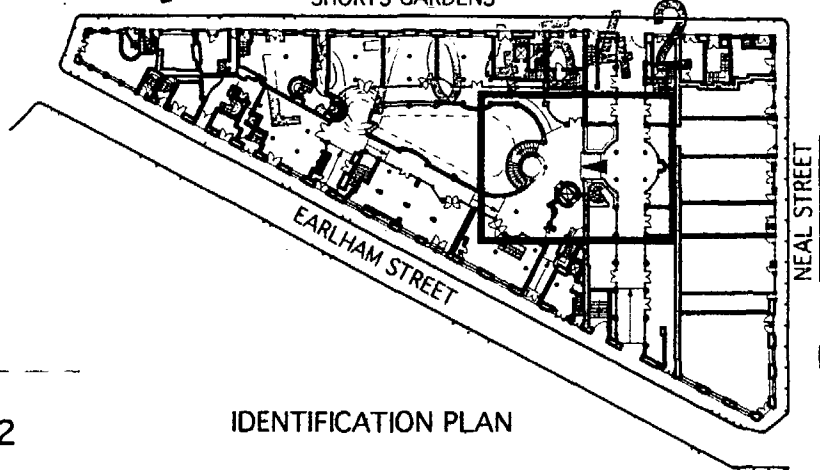 SHORTS GARDENS
EARLHAM STREET
NEAL STREET
2
IDENTIFICATION PLAN